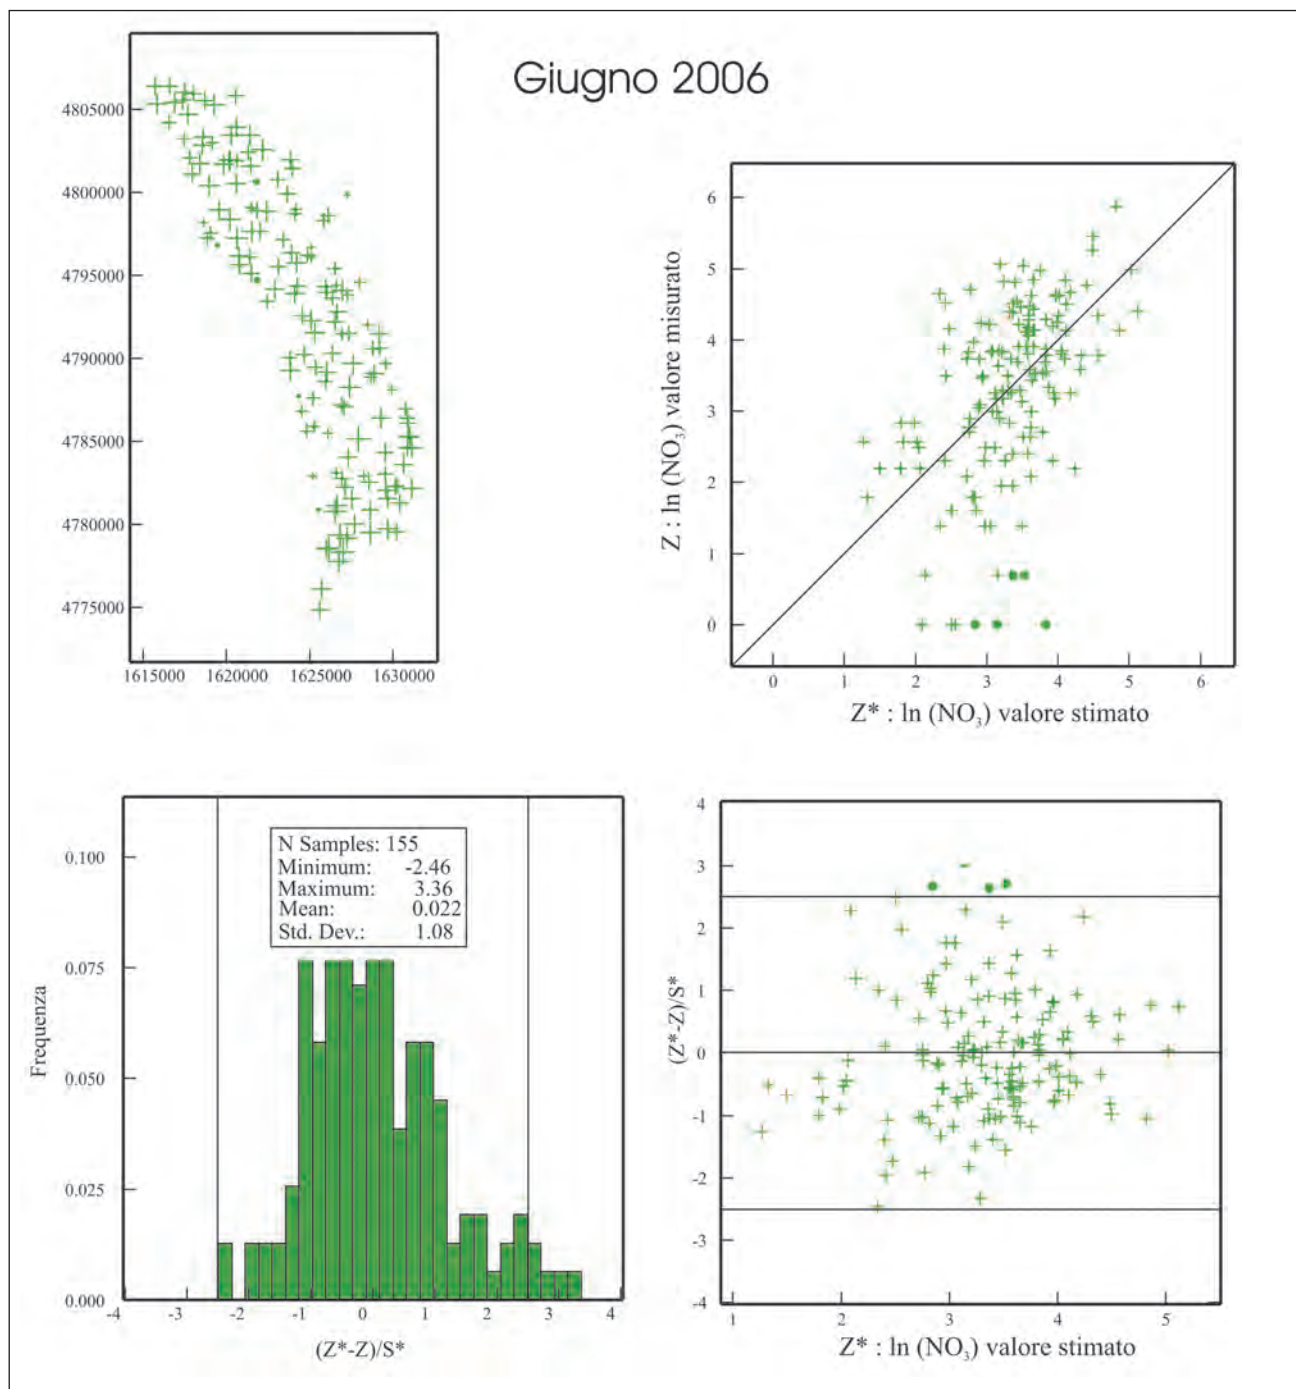 Giugno 2006
4805000
4800000
4795000
4790000
4785000
4780000
4775000
1615000 1620000 1625000 1630000
Z : ln (NO₃) valore misurato
6
5
4
3
2
1
0
0 1 2 3 4 5 6
Z* : ln (NO₃) valore stimato
Frequenza
0.100
0.075
0.050
0.025
0.000
N Samples: 155
Minimum: -2.46
Maximum: 3.36
Mean: 0.022
Std. Dev.: 1.08
-4 -3 -2 -1 0 1 2 3 4
(Z*-Z)/S*
(Z*-Z)/S*
4
3
2
1
0
-1
-2
-3
-4
1 2 3 4 5
Z* : ln (NO₃) valore stimato